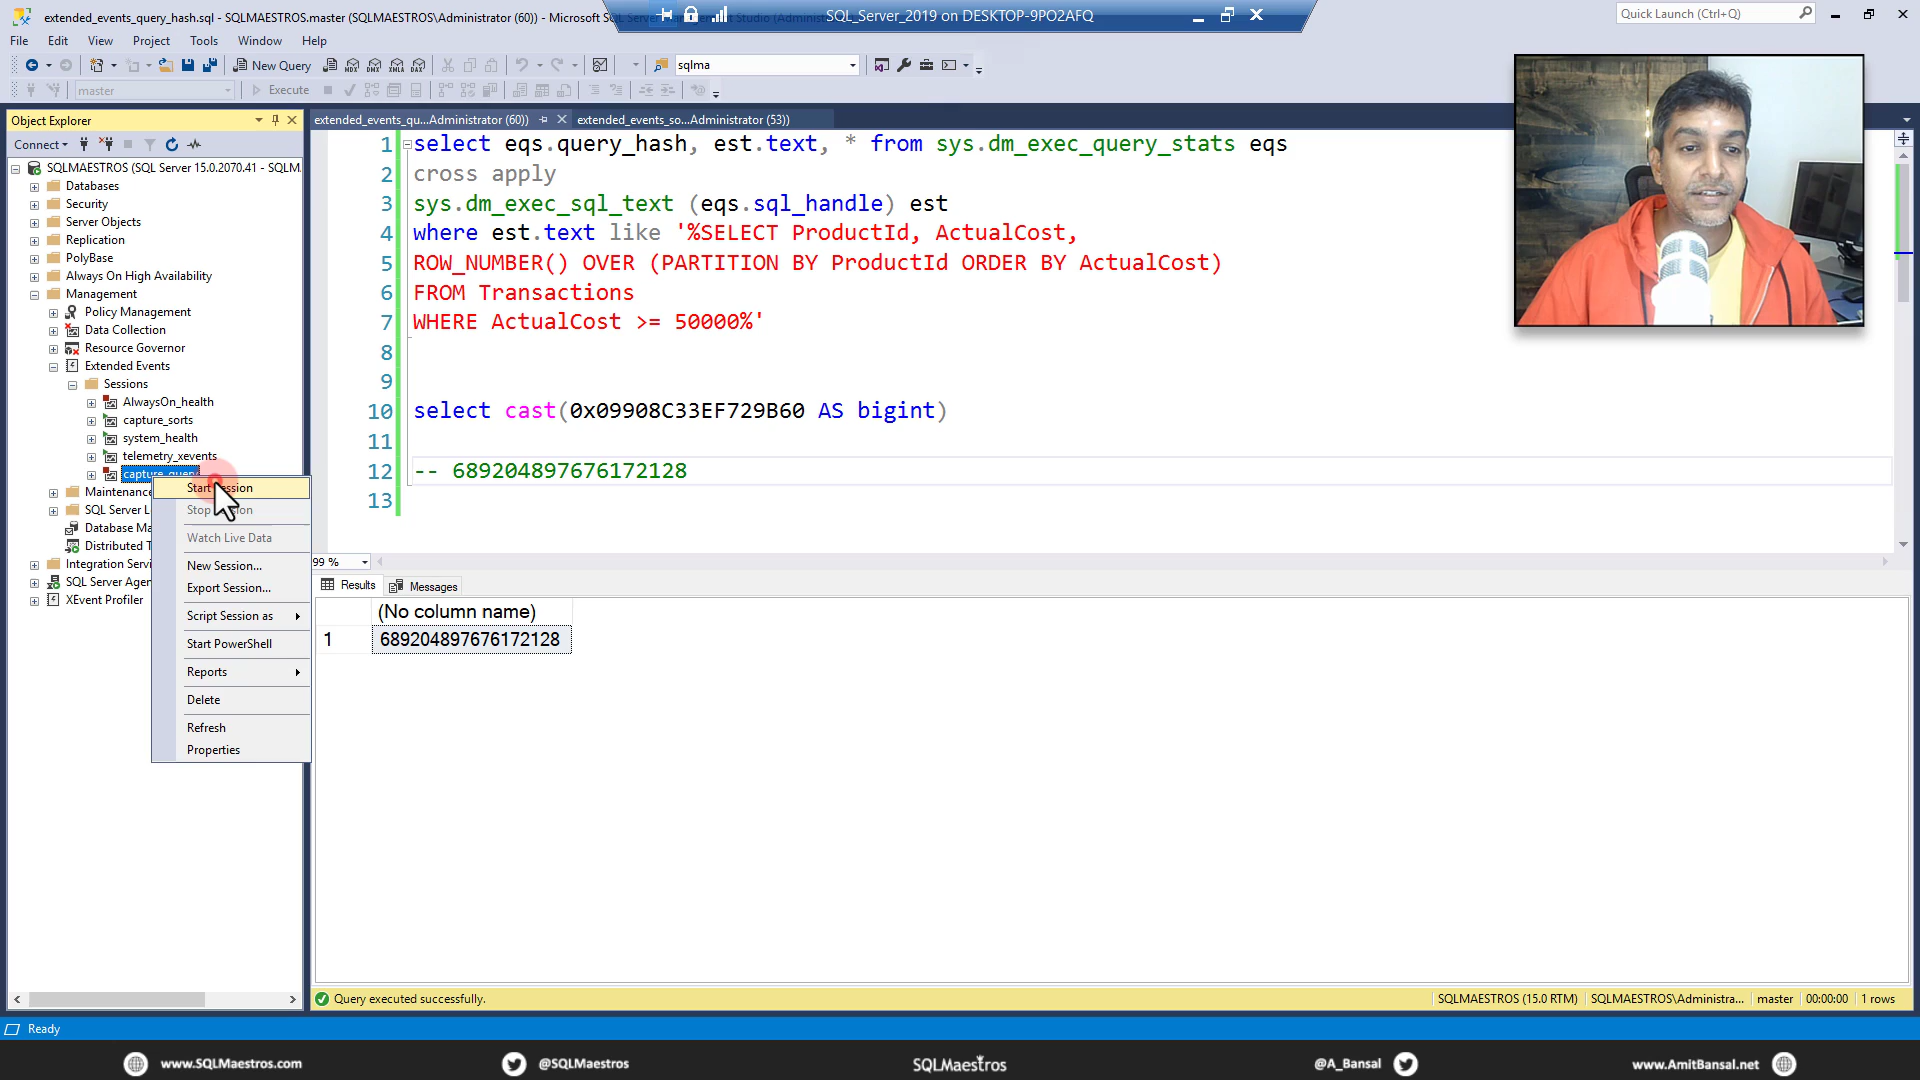 extended_events_query_hash.sql - SQLMAESTROS.master (SQLMAESTROS\Administrator (60)) - Microsoft SQL
SQL_Server_2019 on DESKTOP-9PO2AFQ
Quick Launch (Ctrl+Q)
File Edit View Project Tools Window Help
New Query MDX DMX XMLA DAX sqlma
master Execute
Object Explorer
extended_events_qu...Administrator (60)) extended_events_so...Administrator (53))
Connect
SQLMAESTROS (SQL Server 15.0.2070.41 - SQLM
Databases
Security
Server Objects
Replication
PolyBase
Always On High Availability
Management
Policy Management
Data Collection
Resource Governor
Extended Events
Sessions
AlwaysOn_health
capture_sorts
system_health
telemetry_xevents
capture_query
Maintenance
SQL Server L
Database Ma
Distributed T
Integration Servi
SQL Server Agen
XEvent Profiler
Start Session
Stop
Watch Live Data
New Session...
Export Session...
Script Session as
Start PowerShell
Reports
Delete
Refresh
Properties
1 select eqs.query_hash, est.text, * from sys.dm_exec_query_stats eqs
2 cross apply
3 sys.dm_exec_sql_text (eqs.sql_handle) est
4 where est.text like '%SELECT ProductId, ActualCost,
5 ROW_NUMBER() OVER (PARTITION BY ProductId ORDER BY ActualCost)
6 FROM Transactions
7 WHERE ActualCost >= 50000%'
8
9
10 select cast(0x09908C33EF729B60 AS bigint)
11
12 -- 689204897676172128
13
99 %
Results Messages
(No column name)
1 689204897676172128
Query executed successfully. SQLMAESTROS (15.0 RTM) SQLMAESTROS\Administra... master 00:00:00 1 rows
Ready
www.SQLMaestros.com @SQLMaestros SQLMaestros @A_Bansal www.AmitBansal.net